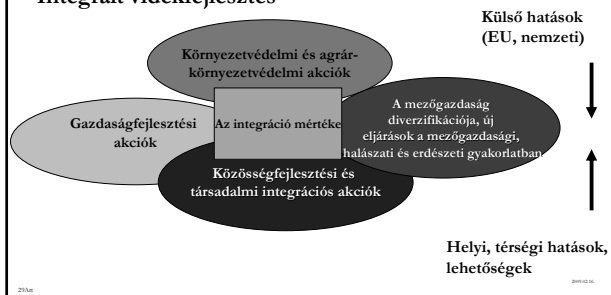 Integrált vidékfejlesztés
Külső hatások
(EU, nemzeti)
Környezetvédelmi és agrár-
környezetvédelmi akciók
Gazdaságfejlesztési
akciók
Az integráció mértéke
A mezőgazdaság
diverzifikációja, új
eljárások a mezőgazdasági,
halászati és erdészeti gyakorlatban
Közösségfejlesztési és
társadalmi integrációs akciók
Helyi, térségi hatások,
lehetőségek